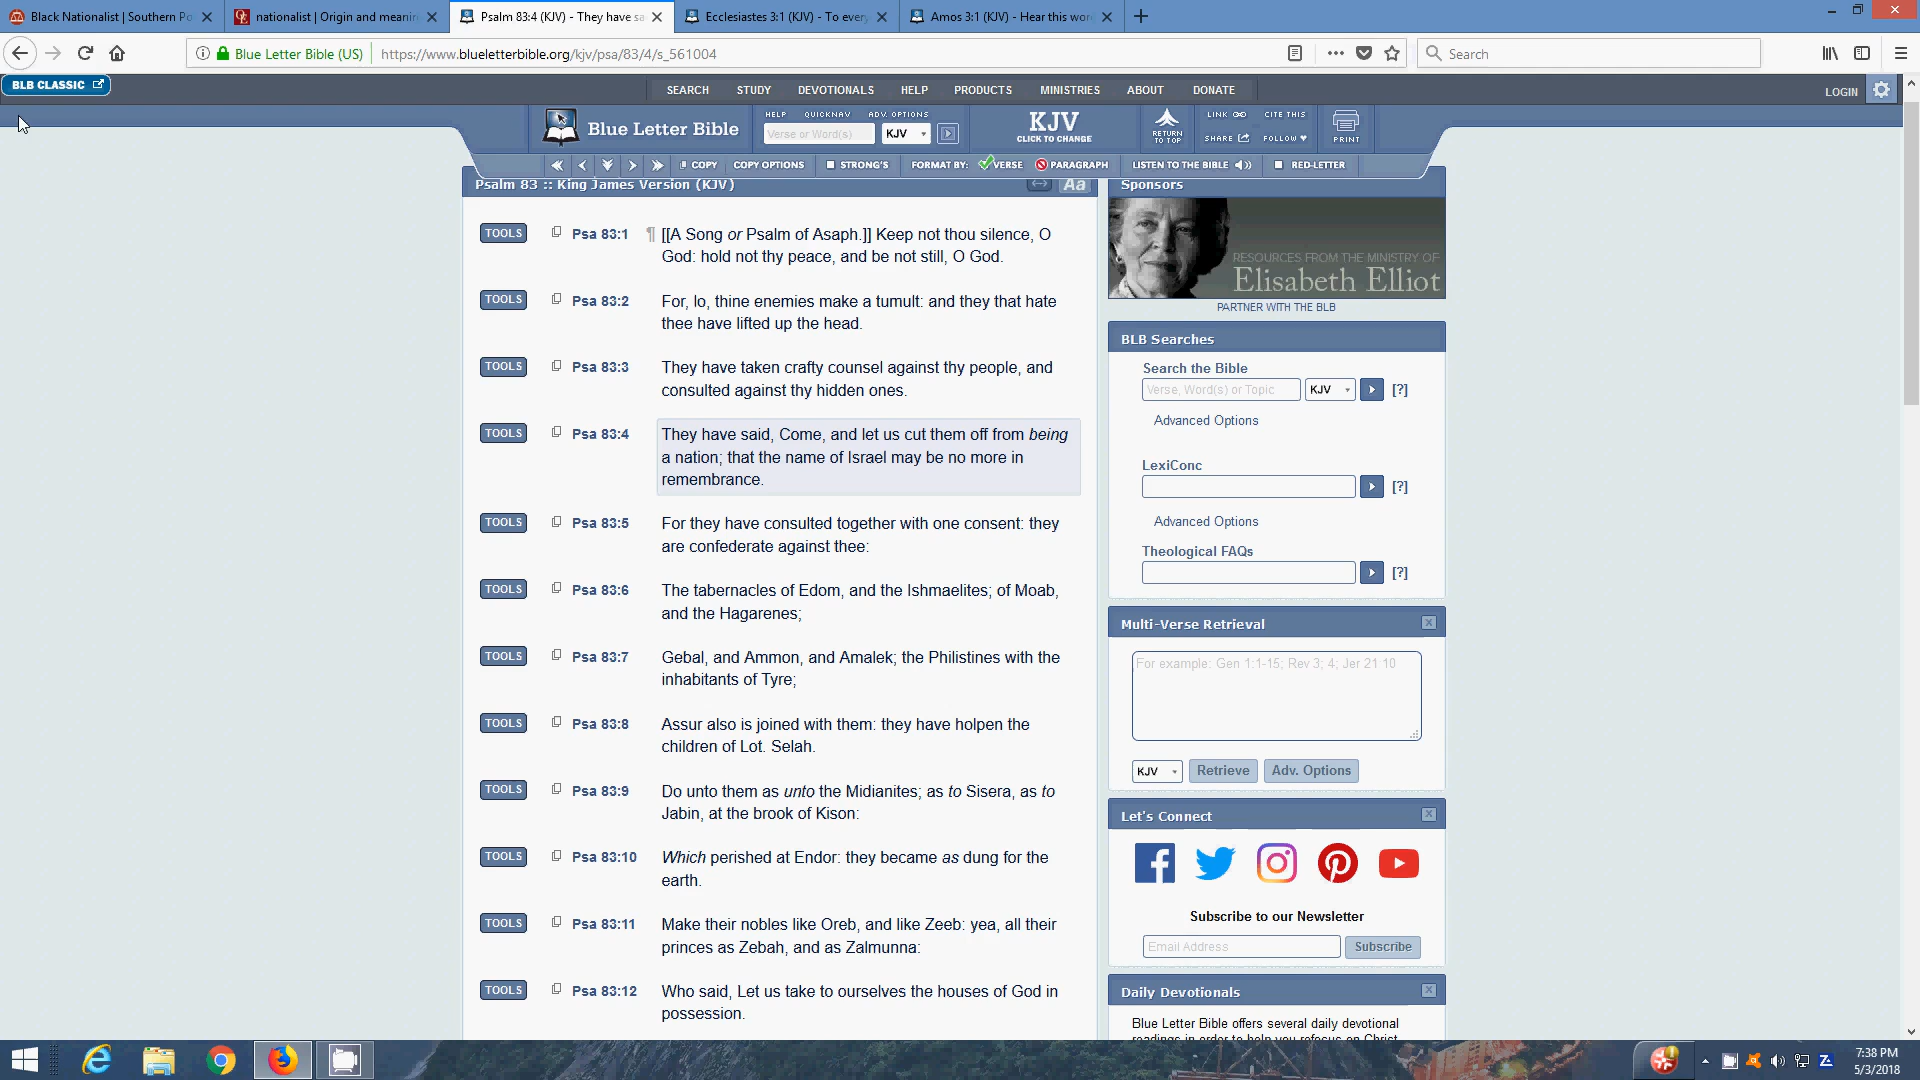 Black Nationalist | Southern Po
nationalist | Origin and meanin
Psalm 83:4 (KJV) - They have sa
Ecclesiastes 3:1 (KJV) - To every
Amos 3:1 (KJV) - Hear this wor
Blue Letter Bible (US)
https://www.blueletterbible.org/kjv/psa/83/4/s_561004
Search
BLB CLASSIC
SEARCH STUDY DEVOTIONALS HELP PRODUCTS MINISTRIES ABOUT DONATE
LOGIN
Blue Letter Bible
HELP QUICKNAV ADV. OPTIONS
Verse or Word(s) KJV
KJV
CLICK TO CHANGE
RETURN
TO TOP
LINK CITE THIS
SHARE FOLLOW
PRINT
COPY COPY OPTIONS STRONG'S FORMAT BY: VERSE PARAGRAPH LISTEN TO THE BIBLE RED-LETTER
Psalm 83 :: King James Version (KJV)
Aa
TOOLS Psa 83:1 ¶ [[A Song or Psalm of Asaph.]] Keep not thou silence, O
God: hold not thy peace, and be not still, O God.
TOOLS Psa 83:2 For, lo, thine enemies make a tumult: and they that hate
thee have lifted up the head.
TOOLS Psa 83:3 They have taken crafty counsel against thy people, and
consulted against thy hidden ones.
TOOLS Psa 83:4 They have said, Come, and let us cut them off from being
a nation; that the name of Israel may be no more in
remembrance.
TOOLS Psa 83:5 For they have consulted together with one consent: they
are confederate against thee:
TOOLS Psa 83:6 The tabernacles of Edom, and the Ishmaelites; of Moab,
and the Hagarenes;
TOOLS Psa 83:7 Gebal, and Ammon, and Amalek; the Philistines with the
inhabitants of Tyre;
TOOLS Psa 83:8 Assur also is joined with them: they have holpen the
children of Lot. Selah.
TOOLS Psa 83:9 Do unto them as unto the Midianites; as to Sisera, as to
Jabin, at the brook of Kison:
TOOLS Psa 83:10 Which perished at Endor: they became as dung for the
earth.
TOOLS Psa 83:11 Make their nobles like Oreb, and like Zeeb: yea, all their
princes as Zebah, and as Zalmunna:
TOOLS Psa 83:12 Who said, Let us take to ourselves the houses of God in
possession.
Sponsors
RESOURCES FROM THE MINISTRY OF
Elisabeth Elliot
PARTNER WITH THE BLB
BLB Searches
Search the Bible
Verse, Word(s) or Topic KJV [?]
Advanced Options
LexiConc
[?]
Advanced Options
Theological FAQs
[?]
Multi-Verse Retrieval
For example: Gen 1:1-15; Rev 3; 4; Jer 21:10
KJV Retrieve Adv. Options
Let's Connect
Subscribe to our Newsletter
Email Address Subscribe
Daily Devotionals
Blue Letter Bible offers several daily devotional
readings in order to help you refocus on Christ
7:38 PM
5/3/2018